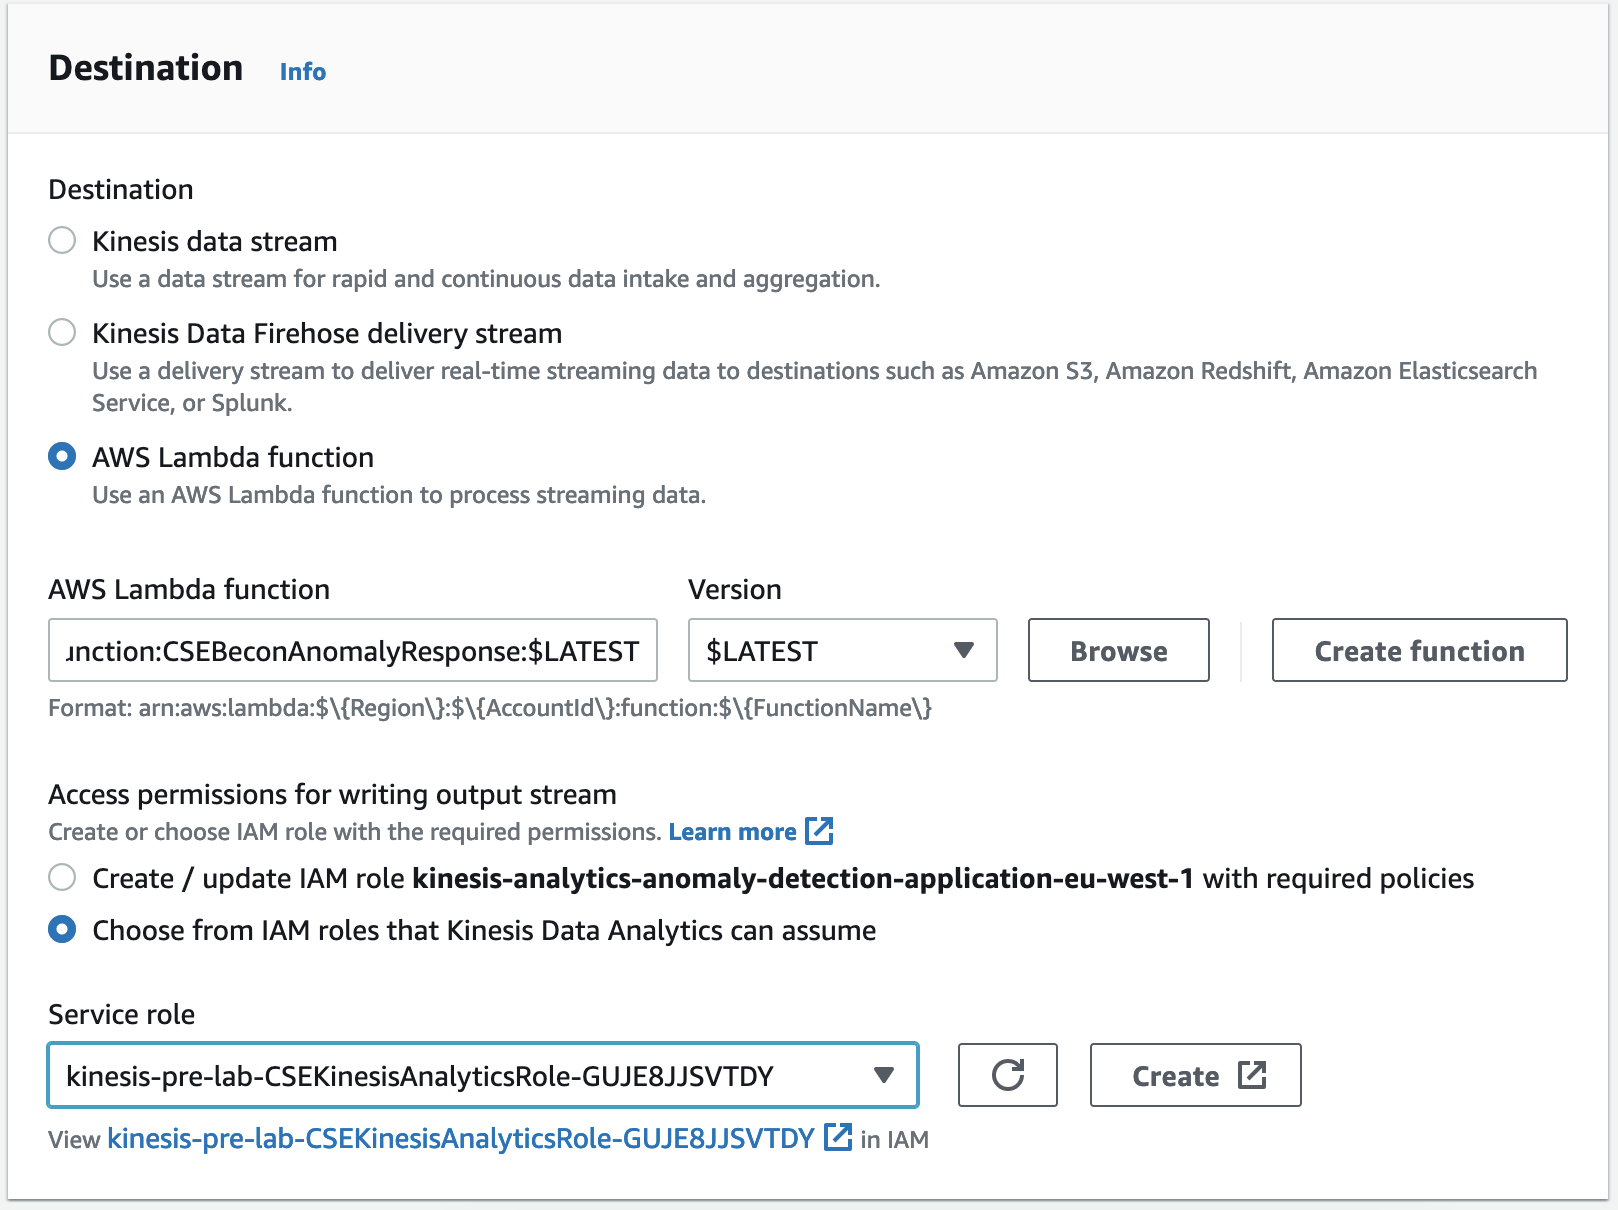 Destination Info
Destination
Kinesis data stream
Use a data stream for rapid and continuous data intake and aggregation.
Kinesis Data Firehose delivery stream
Use a delivery stream to deliver real-time streaming data to destinations such as Amazon S3, Amazon Redshift, Amazon Elasticsearch
Service, or Splunk.
AWS Lambda function
Use an AWS Lambda function to process streaming data.
AWS Lambda function Version
unction:CSEBeconAnomalyResponse:$LATEST $LATEST Browse Create function
Format: arn:aws:lambda:$\{Region\}:$\{AccountId\}:function:$\{FunctionName\}
Access permissions for writing output stream
Create or choose IAM role with the required permissions. Learn more
Create / update IAM role kinesis-analytics-anomaly-detection-application-eu-west-1 with required policies
Choose from IAM roles that Kinesis Data Analytics can assume
Service role
kinesis-pre-lab-CSEKinesisAnalyticsRole-GUJE8JJSVTDY Create
View kinesis-pre-lab-CSEKinesisAnalyticsRole-GUJE8JJSVTDY in IAM